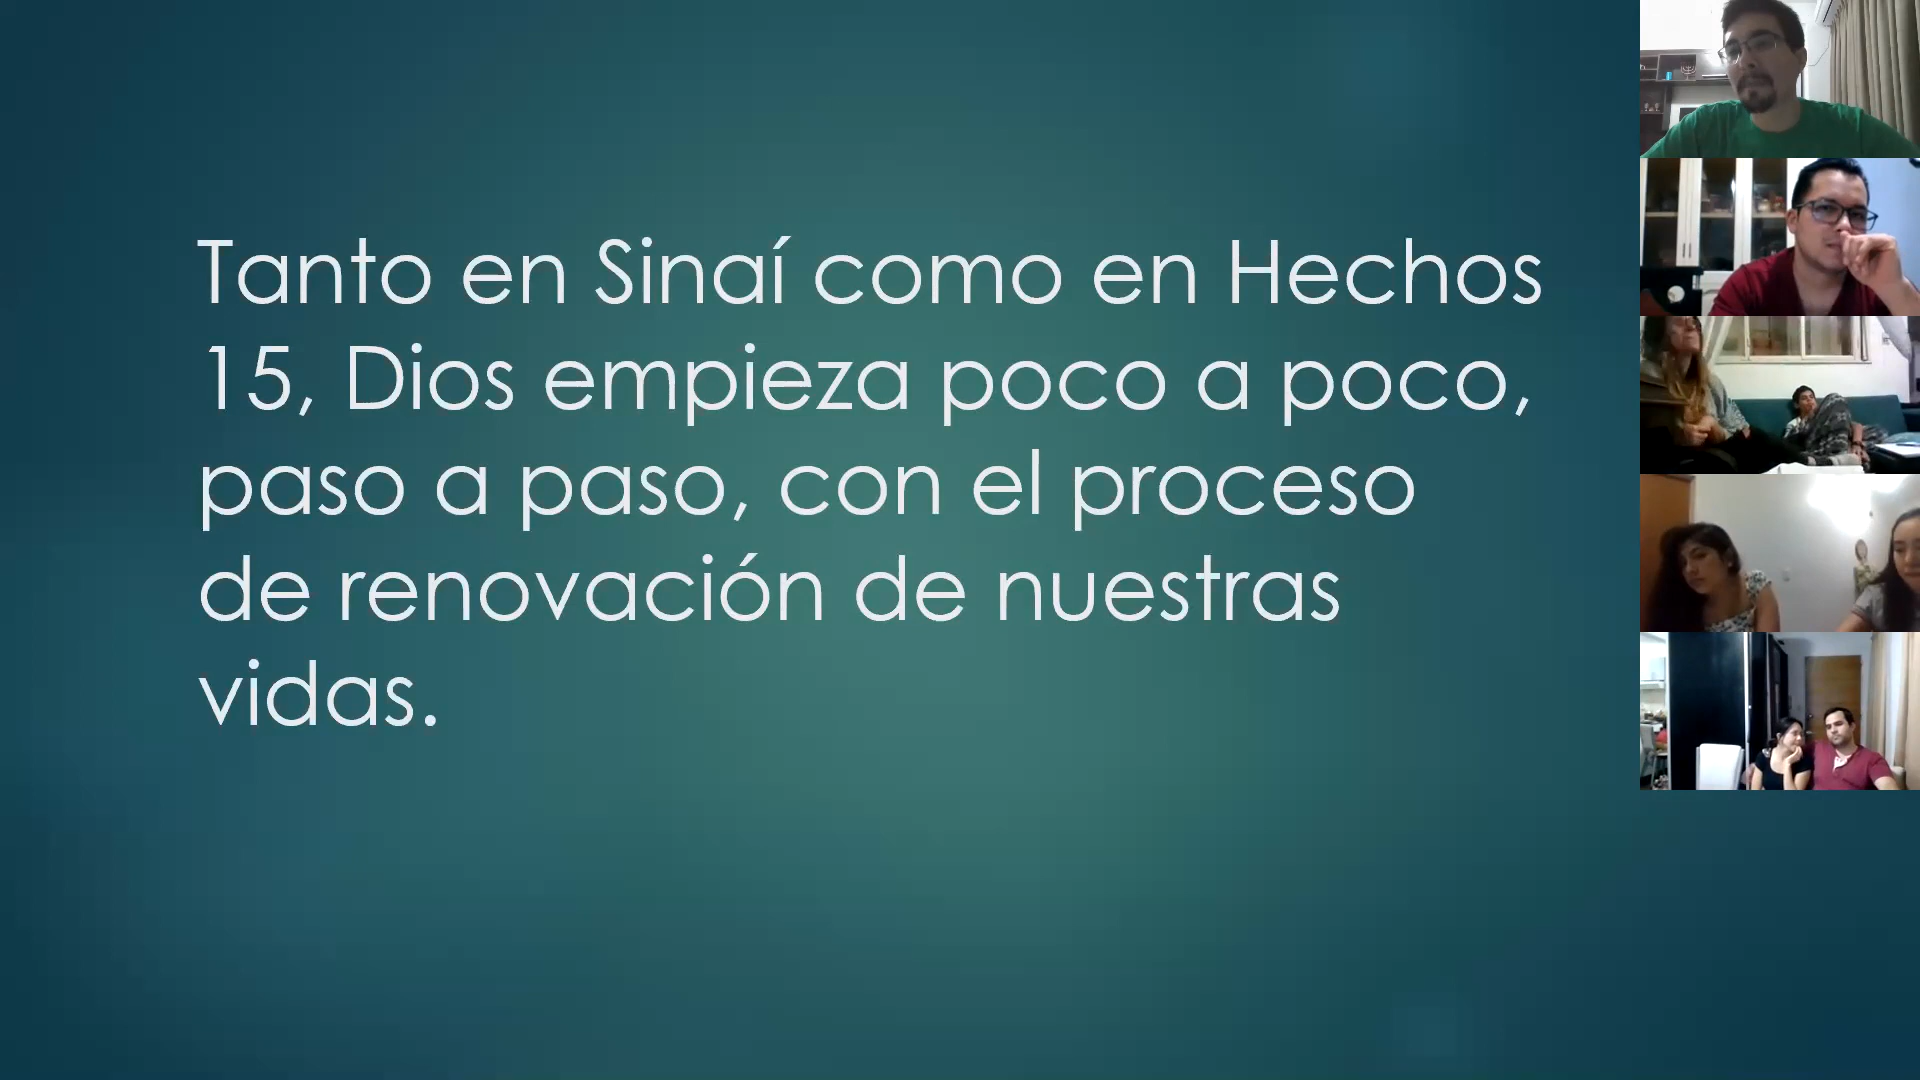 Tanto en Sinaí como en Hechos
15, Dios empieza poco a poco,
paso a paso, con el proceso
de renovación de nuestras
vidas.